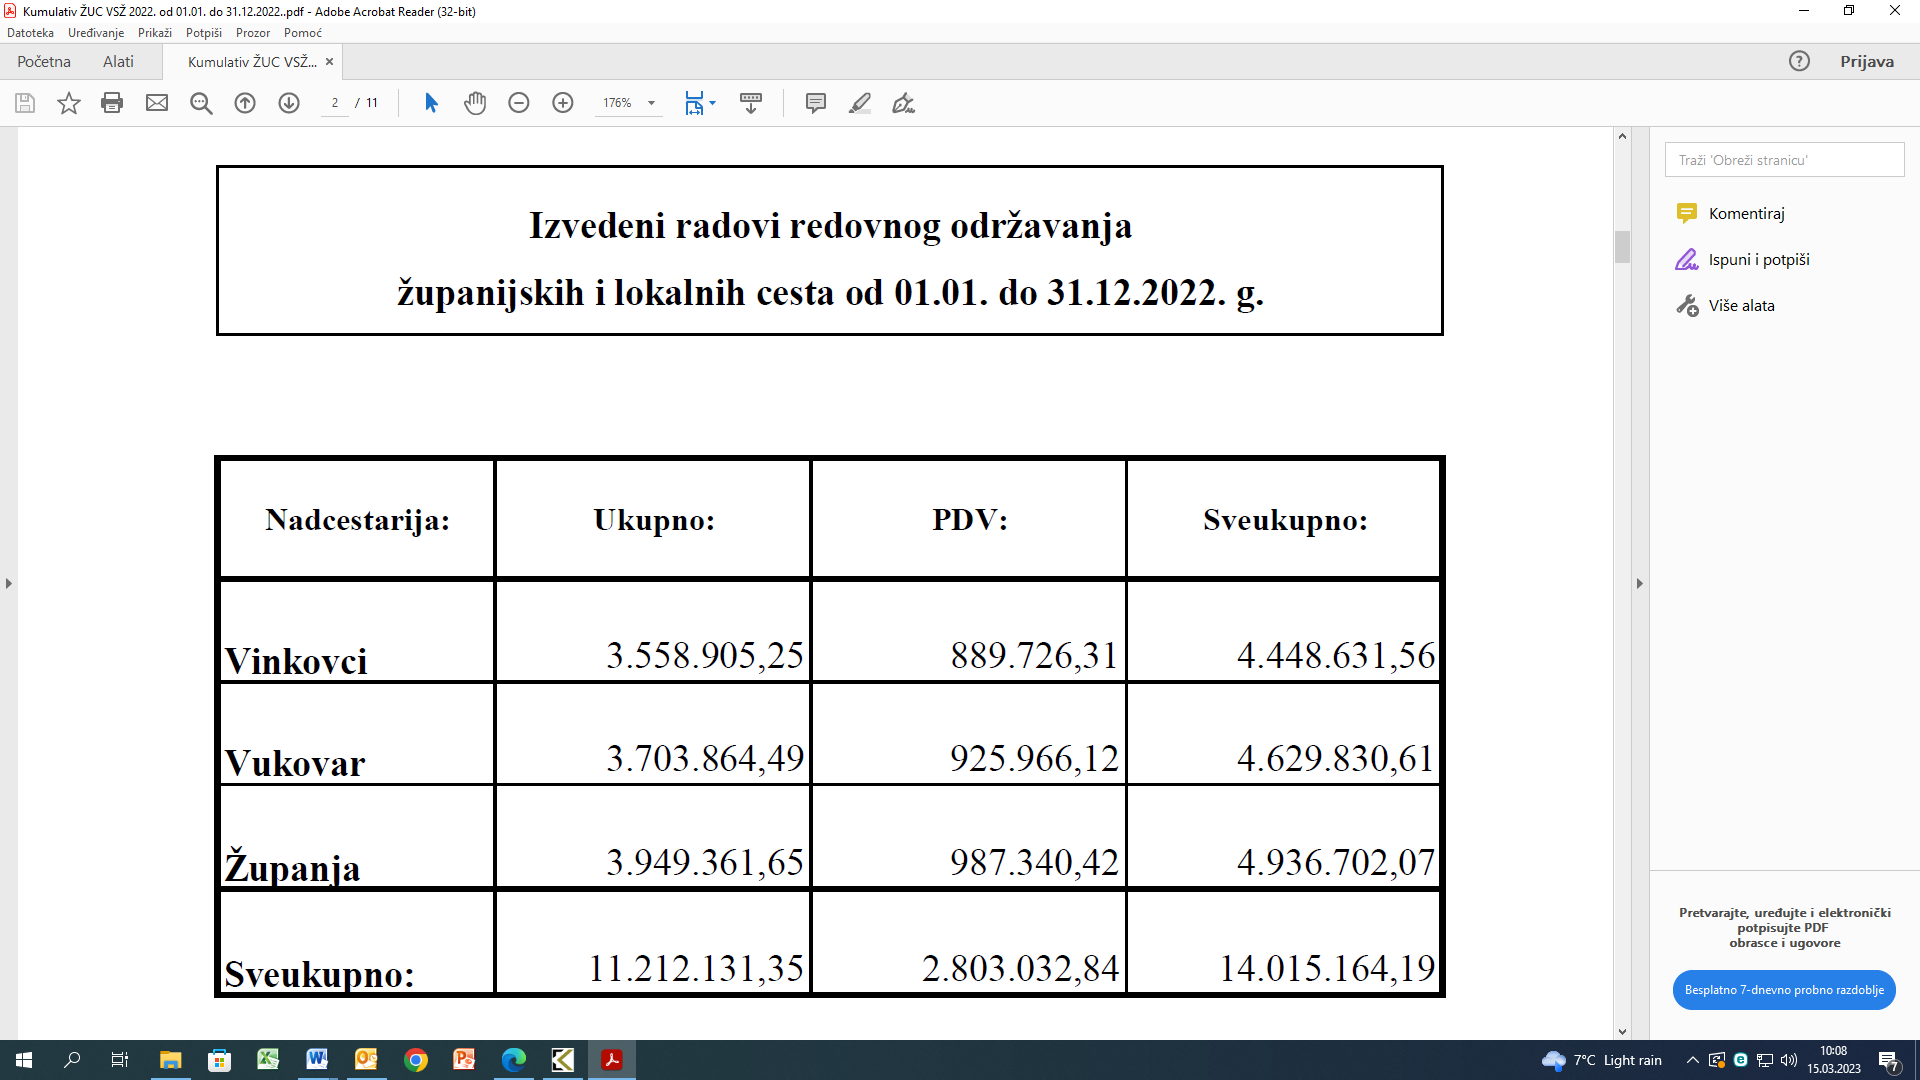 Kumulativ ŽUC VSŽ 2022. od 01.01. do 31.12.2022..pdf - Adobe Acrobat Reader (32-bit)
Datoteka Uređivanje Prikaži Potpiši Prozor Pomoć
Početna Alati Kumulativ ŽUC VSŽ... × Prijava
2 / 11 176%
Izvedeni radovi redovnog održavanja
županijskih i lokalnih cesta od 01.01. do 31.12.2022. g.
Nadcestarija: Ukupno: PDV: Sveukupno:
Vinkovci 3.558.905,25 889.726,31 4.448.631,56
Vukovar 3.703.864,49 925.966,12 4.629.830,61
Županja 3.949.361,65 987.340,42 4.936.702,07
Sveukupno: 11.212.131,35 2.803.032,84 14.015.164,19
Traži 'Obreži stranicu'
Komentiraj
Ispuni i potpiši
Više alata
Pretvarajte, uređujte i elektronički
potpisujte PDF
obrasce i ugovore
Besplatno 7-dnevno probno razdoblje
7°C Light rain
10:08
15.03.2023
7